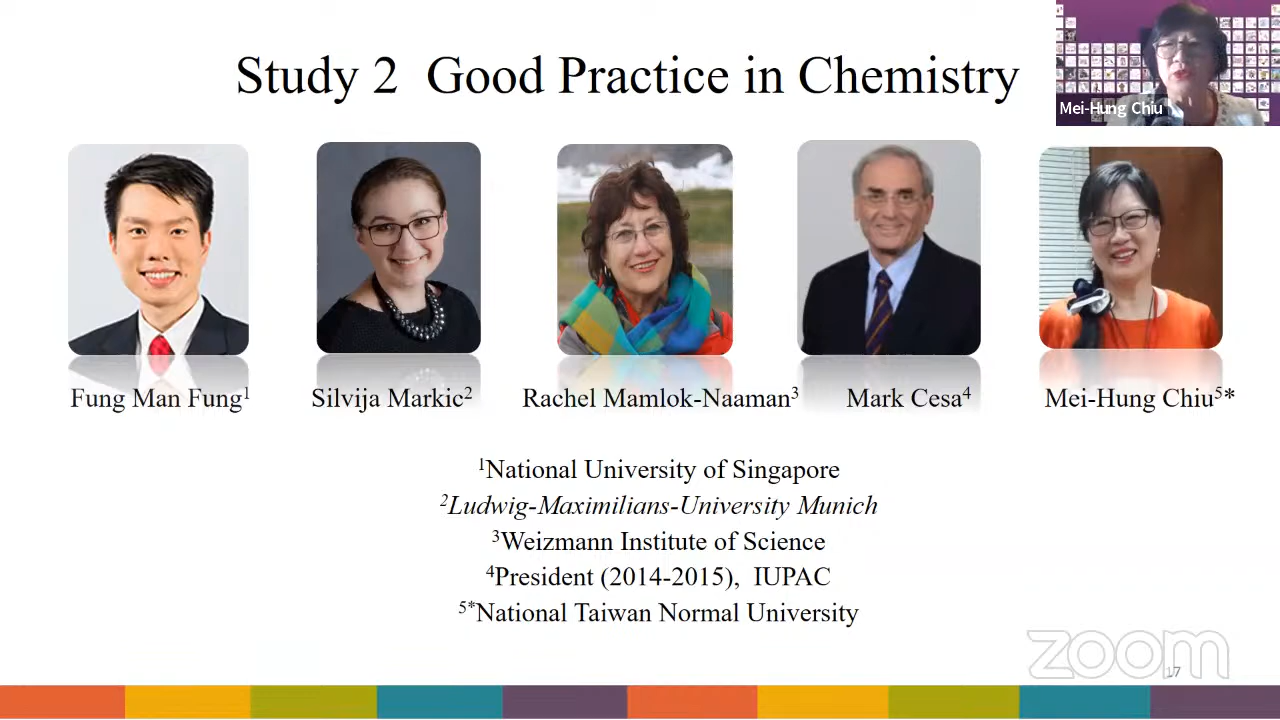 Study 2 Good Practice in Chemistry
Mei-Hung Chiu
Fung Man Fung¹
Silvija Markic²
Rachel Mamlok-Naaman³
Mark Cesa⁴
Mei-Hung Chiu⁵*
¹National University of Singapore
²Ludwig-Maximilians-University Munich
³Weizmann Institute of Science
⁴President (2014-2015), IUPAC
⁵*National Taiwan Normal University
zoom
17